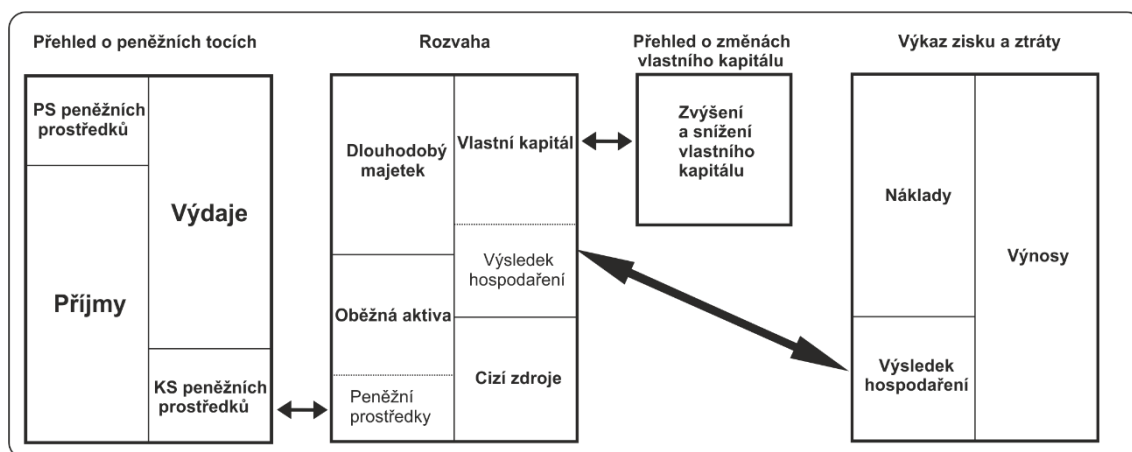 Přehled o peněžních tocích
PS peněžních
prostředků
Příjmy
Výdaje
KS peněžních
prostředků
Rozvaha
Dlouhodobý
majetek
Oběžná aktiva
Peněžní
prostředky
Vlastní kapitál
Výsledek
hospodaření
Cizí zdroje
Přehled o změnách
vlastního kapitálu
Zvýšení
a snížení
vlastního
kapitálu
Výkaz zisku a ztráty
Náklady
Výsledek
hospodaření
Výnosy